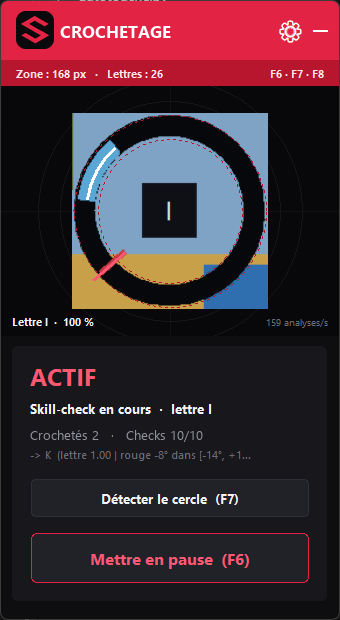 CROCHETAGE
Zone : 168 px · Lettres : 26
F6 · F7 · F8
I
Lettre I · 100 %
159 analyses/s
ACTIF
Skill-check en cours · lettre I
Crochetés 2 · Checks 10/10
-> K (lettre 1.00 | rouge -8° dans [-14°, +1...
Détecter le cercle (F7)
Mettre en pause (F6)